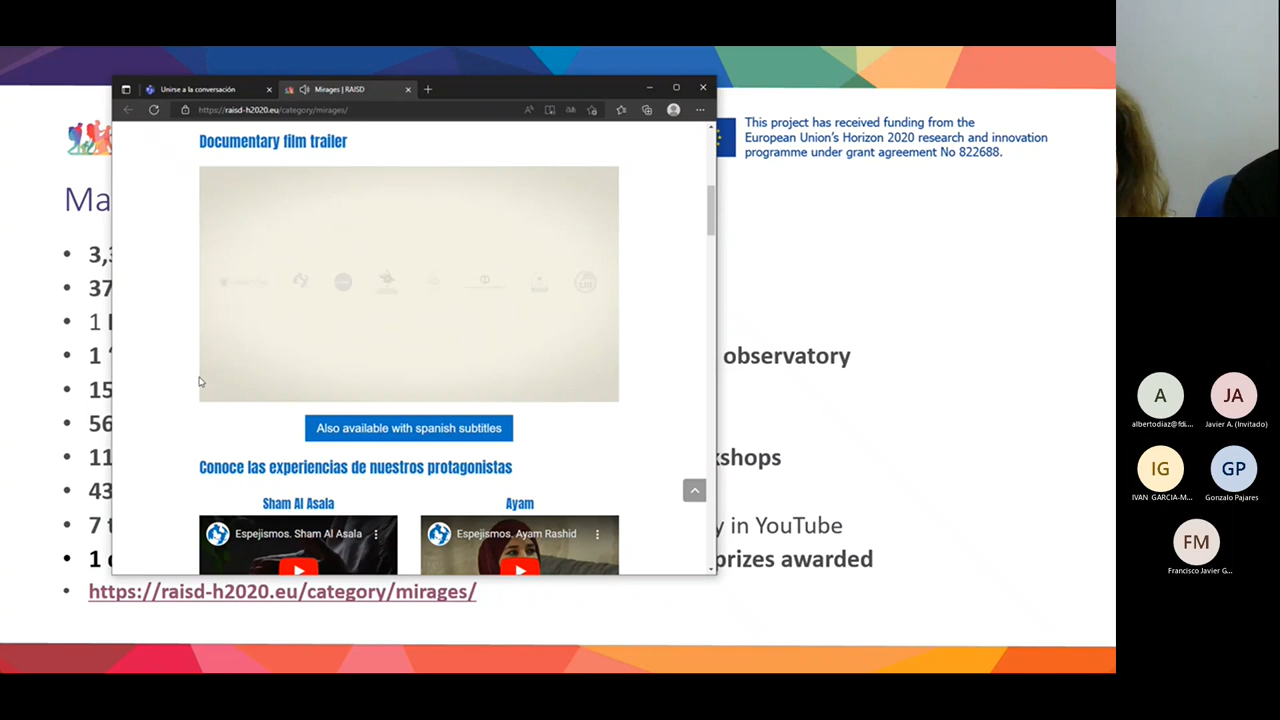 Unirse a la conversación
Mirages | RAISD
https://raisd-h2020.eu/category/mirages/
Documentary film trailer
Also available with spanish subtitles
Conoce las experiencias de nuestros protagonistas
Sham Al Asala
Ayam
Espejismos. Sham Al Asala
Espejismos. Ayam Rashid
This project has received funding from the
European Union's Horizon 2020 research and innovation
programme under grant agreement No 822688.
Ma
3,
37
1
1
observatory
15
56
11
kshops
43
7 t
y in YouTube
1
prizes awarded
https://raisd-h2020.eu/category/mirages/
A
albertodiaz@fdi....
JA
Javier A. (Invitado)
IG
IVAN GARCIA-M...
GP
Gonzalo Pajares
FM
Francisco Javier G...